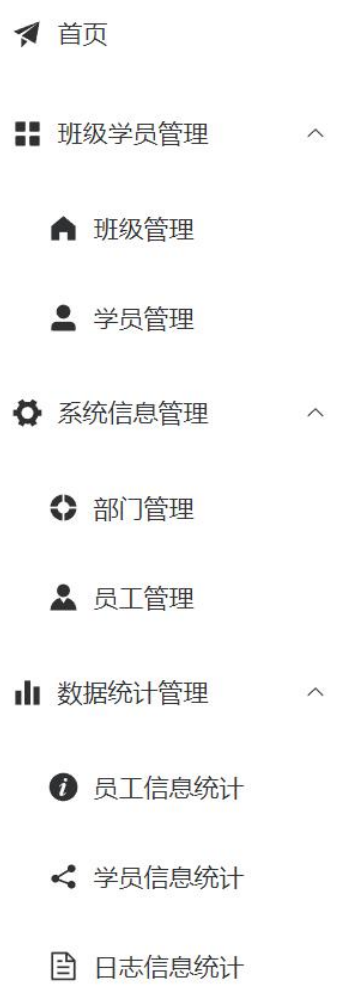 首页
班级学员管理
班级管理
学员管理
系统信息管理
部门管理
员工管理
数据统计管理
员工信息统计
学员信息统计
日志信息统计